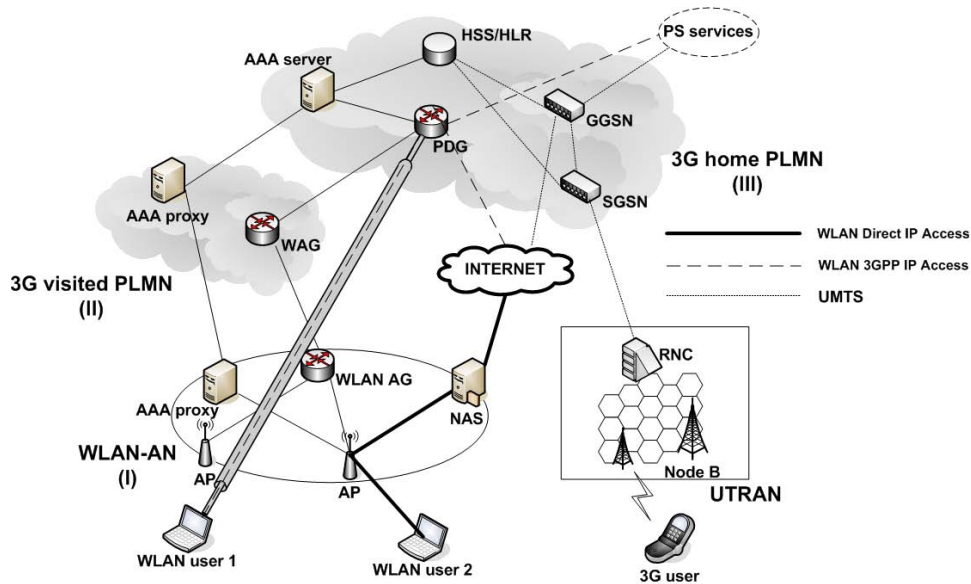 HSS/HLR
PS services
AAA server
GGSN
PDG
3G home PLMN
(III)
SGSN
AAA proxy
WAG
WLAN Direct IP Access
WLAN 3GPP IP Access
UMTS
INTERNET
3G visited PLMN
(II)
RNC
WLAN AG
NAS
AAA proxy
WLAN-AN
(I)
AP
AP
Node B
UTRAN
WLAN user 1
WLAN user 2
3G user